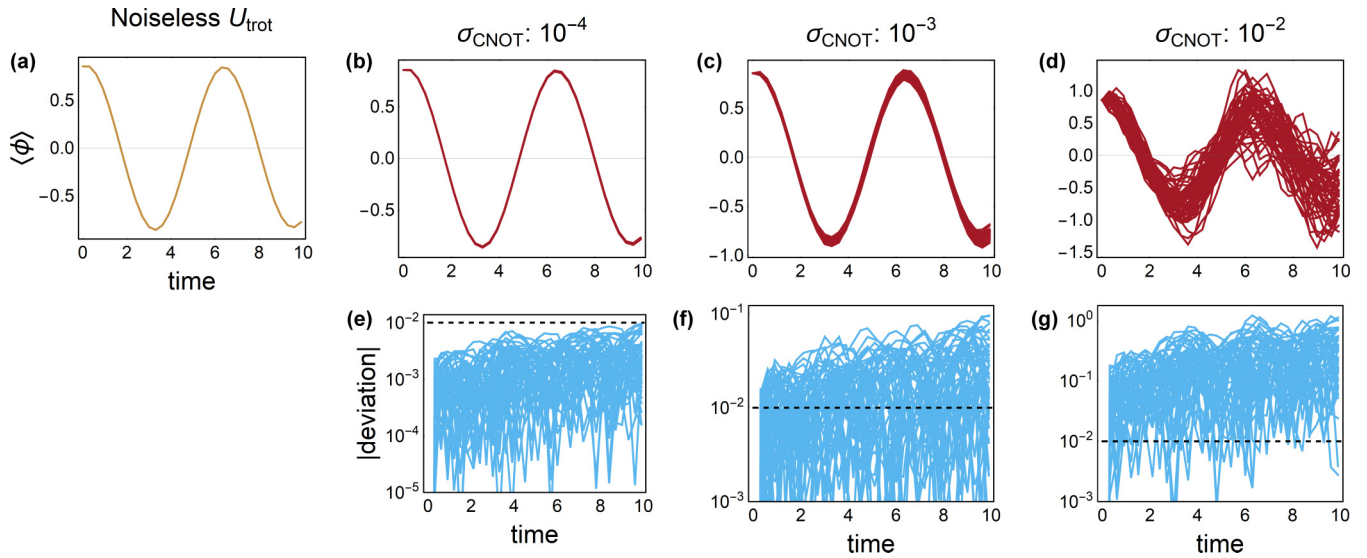 Noiseless U_trot
σ_CNOT: 10⁻⁴
σ_CNOT: 10⁻³
σ_CNOT: 10⁻²
(a)
⟨ϕ⟩
0.5
0.0
−0.5
0 2 4 6 8 10
time
(b)
0.5
0.0
−0.5
0 2 4 6 8 10
(c)
0.5
0.0
−0.5
−1.0
0 2 4 6 8 10
(d)
1.0
0.5
0.0
−0.5
−1.0
−1.5
0 2 4 6 8 10
(e)
|deviation|
10⁻²
10⁻³
10⁻⁴
10⁻⁵
0 2 4 6 8 10
time
(f)
10⁻¹
10⁻²
10⁻³
0 2 4 6 8 10
time
(g)
10⁰
10⁻¹
10⁻²
10⁻³
0 2 4 6 8 10
time